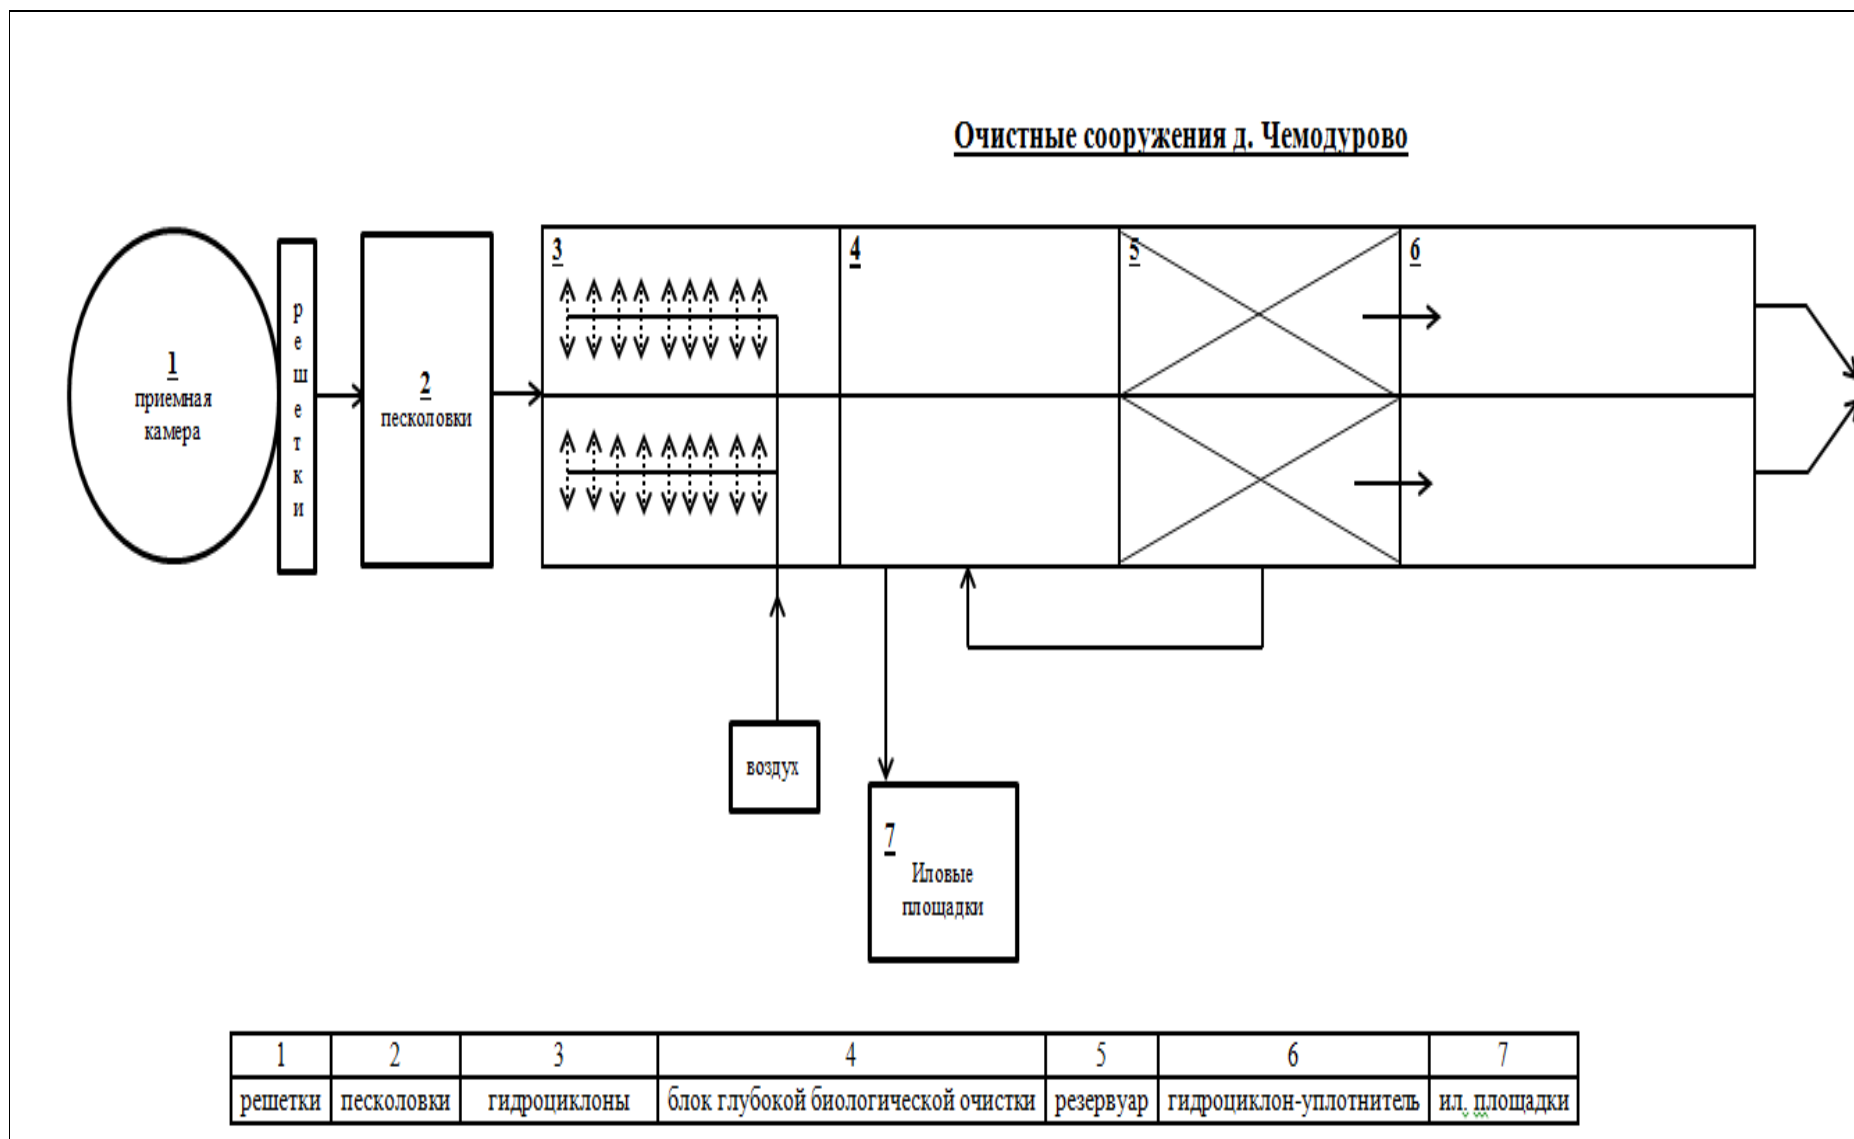 Очистные сооружения д. Чемодурово
1
приемная
камера
решетки
2
песколовки
3
4
5
6
воздух
7
Иловые
площадки
1 2 3 4 5 6 7
решетки песколовки гидроциклоны блок глубокой биологической очистки резервуар гидроциклон-уплотнитель ил. площадки